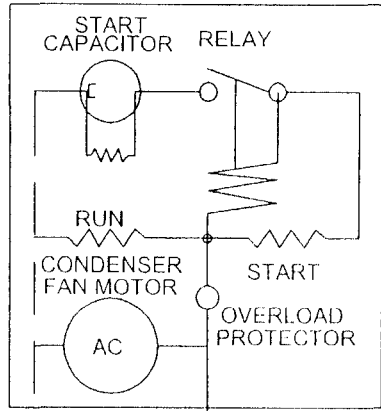 START
CAPACITOR
RELAY
RUN
CONDENSER
FAN MOTOR
START
OVERLOAD
PROTECTOR
AC